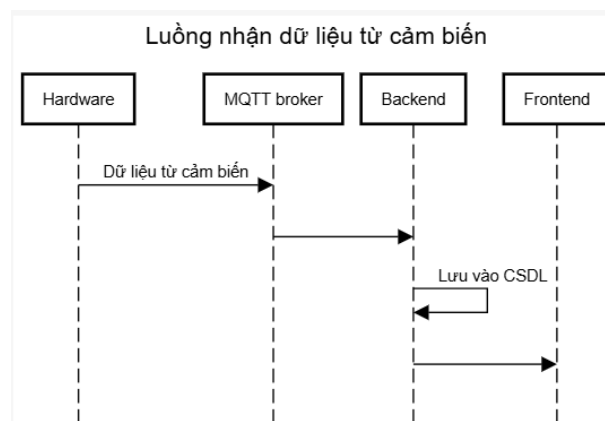 Luồng nhận dữ liệu từ cảm biến
Hardware
MQTT broker
Backend
Frontend
Dữ liệu từ cảm biến
Lưu vào CSDL